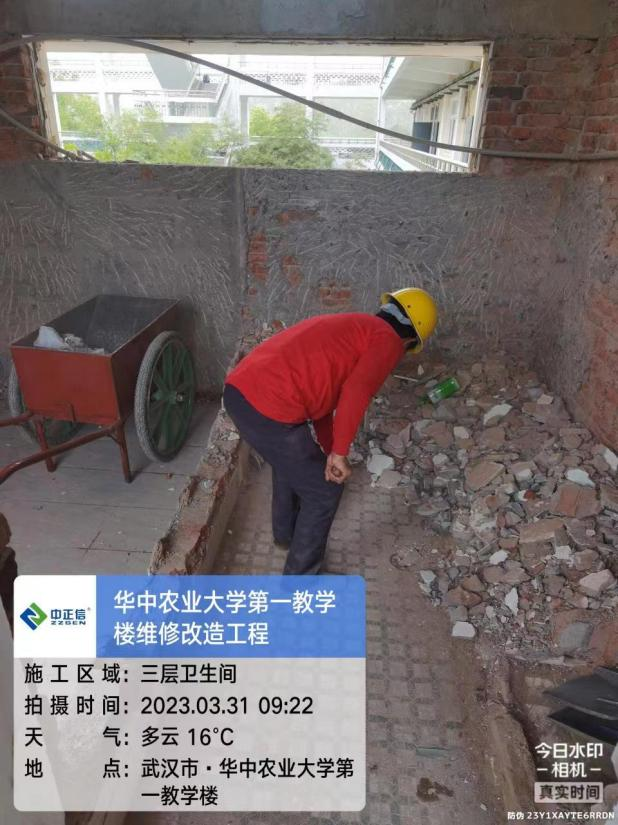 中正信®
ZZGEN
华中农业大学第一教学
楼维修改造工程
施工区域：三层卫生间
拍摄时间：2023.03.31 09:22
天气：多云 16℃
地点：武汉市·华中农业大学第
一教学楼
今日水印
相机
真实时间
防伪 23Y1XAYTE6RRDN